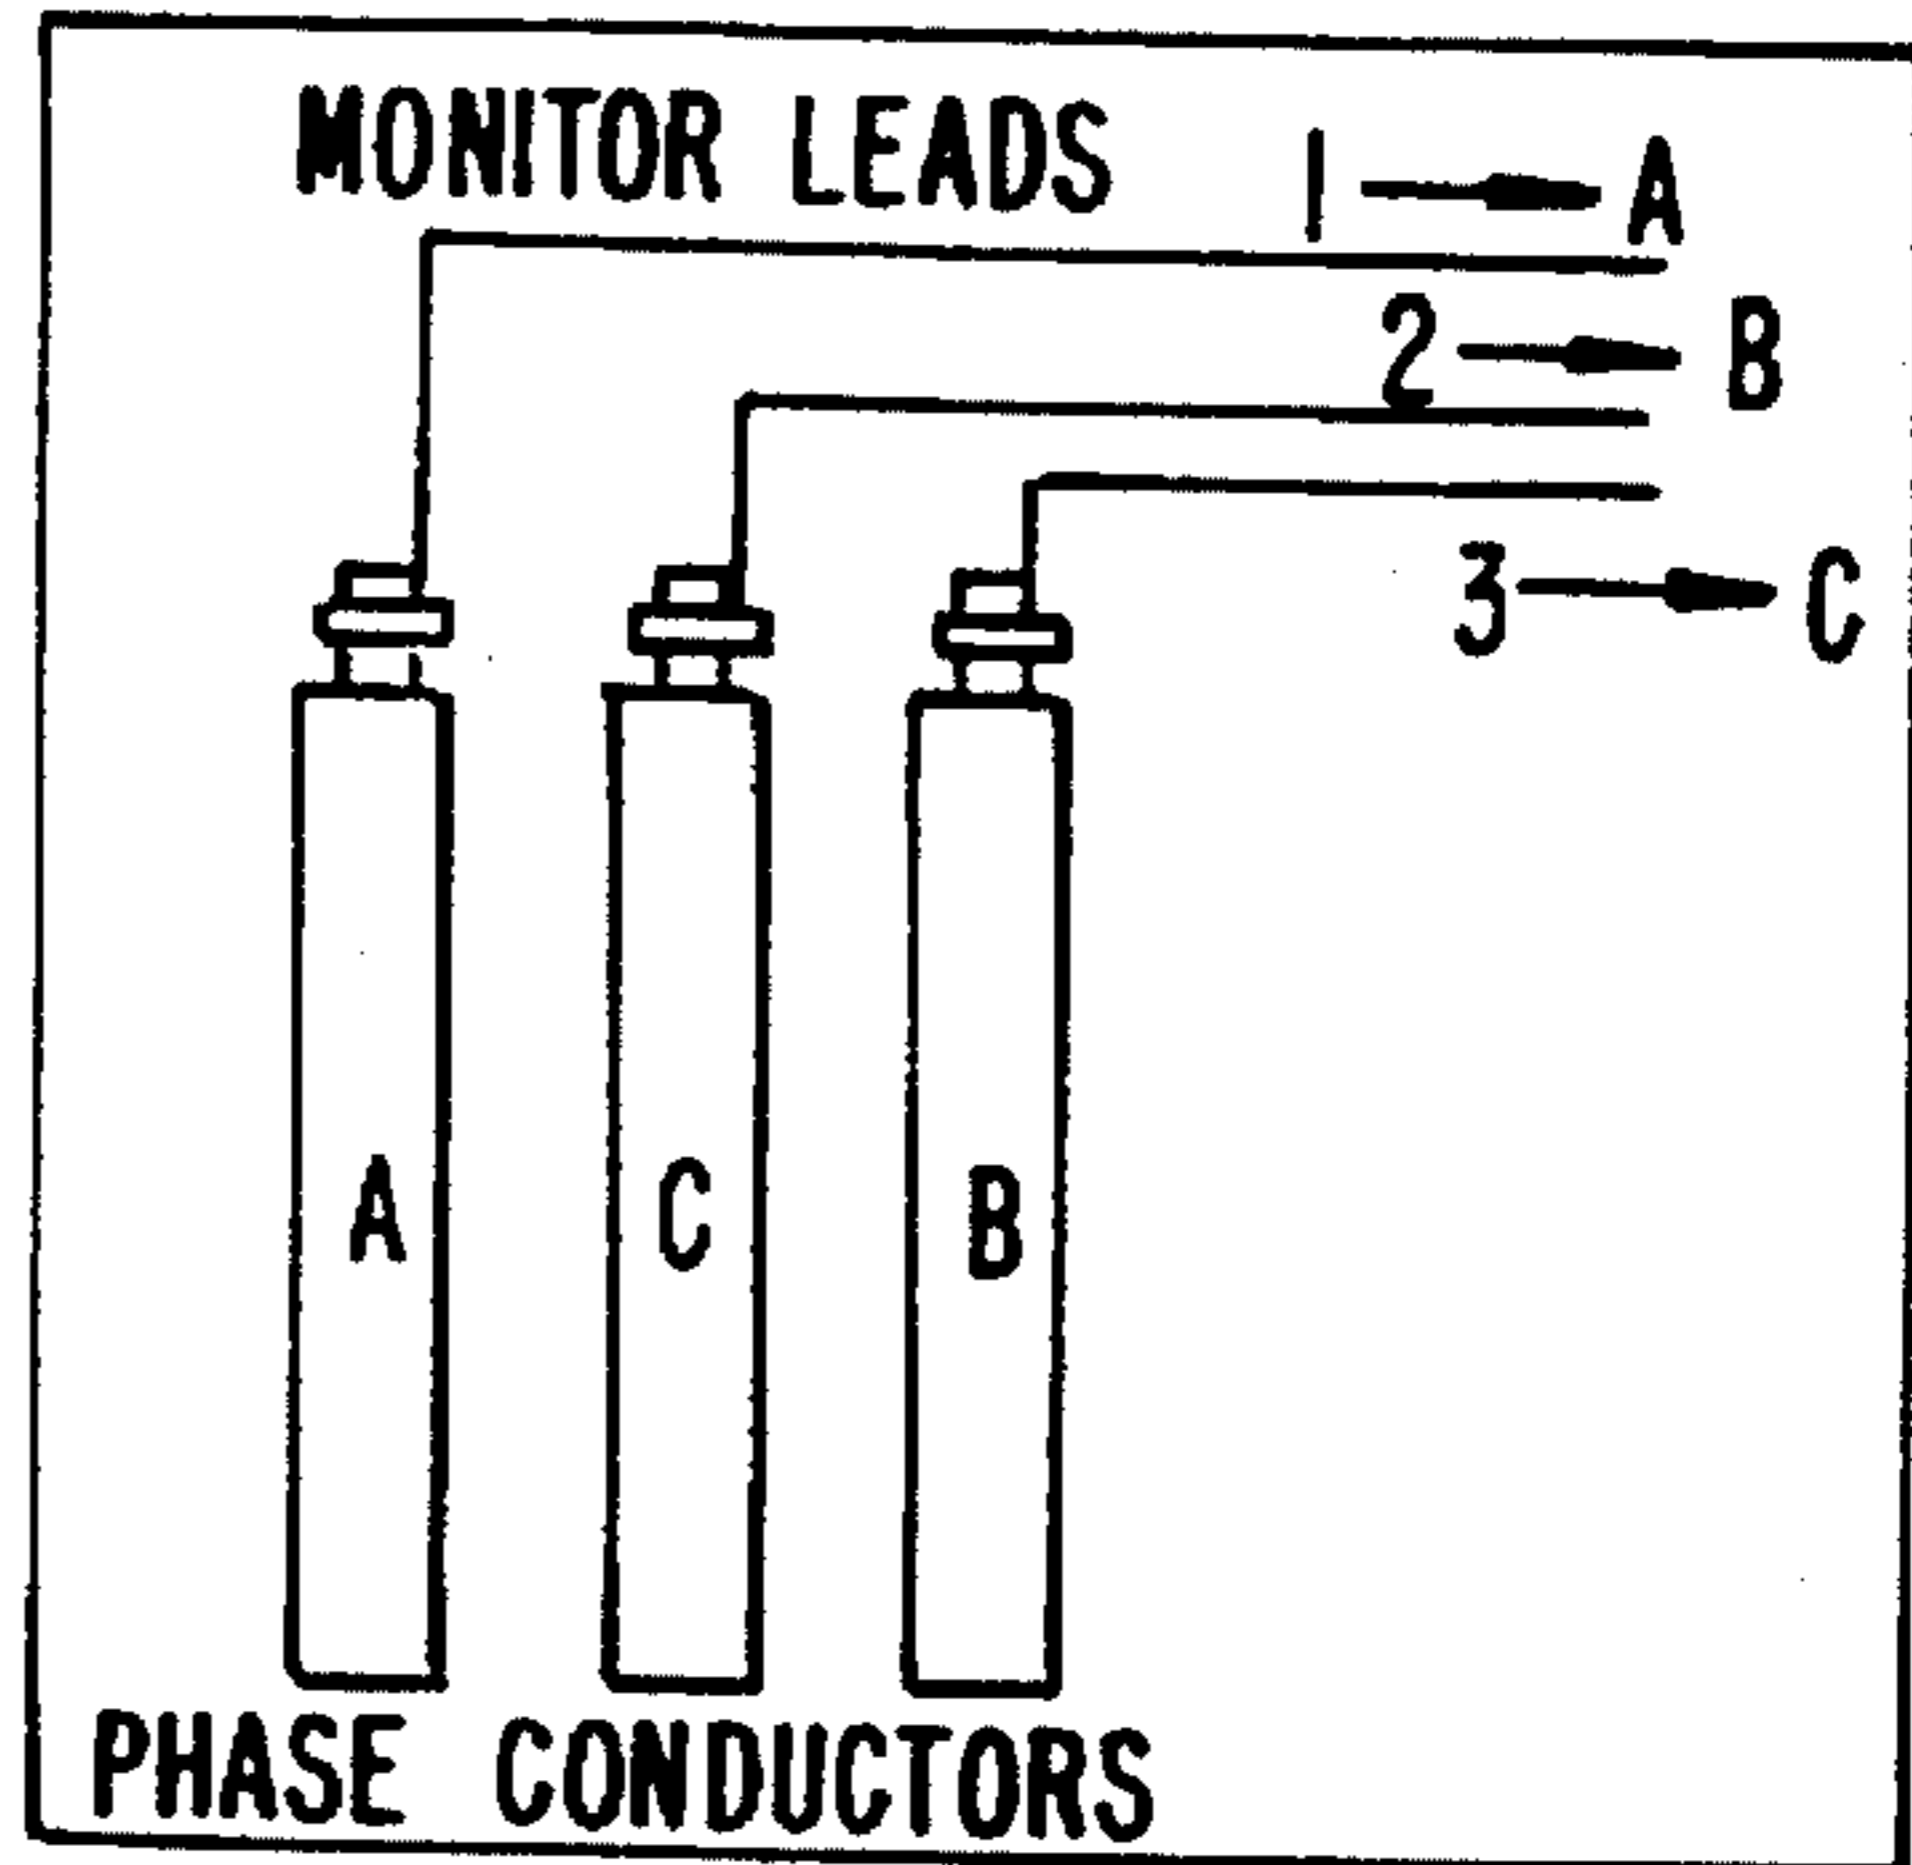 MONITOR LEADS
1 → A
2 → B
3 → C
A C B
PHASE CONDUCTORS